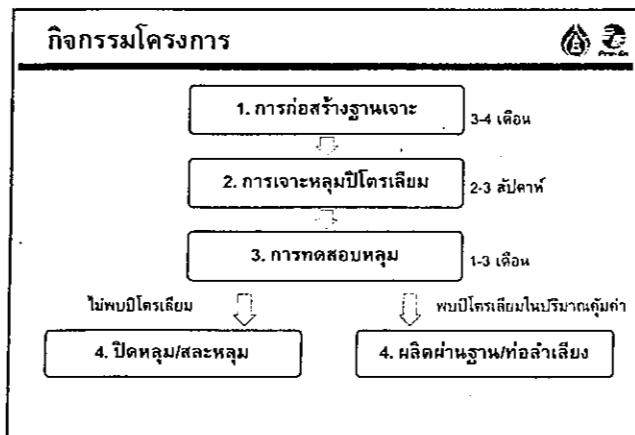 กิจกรรมโครงการ
1. การก่อสร้างฐานเจาะ
3-4 เดือน
2. การเจาะหลุมปิโตรเลียม
2-3 สัปดาห์
3. การทดสอบหลุม
1-3 เดือน
ไม่พบปิโตรเลียม
พบปิโตรเลียมในปริมาณคุ้มค่า
4. ปิดหลุม/สละหลุม
4. ผลิตผ่านฐาน/ท่อลำเลียง